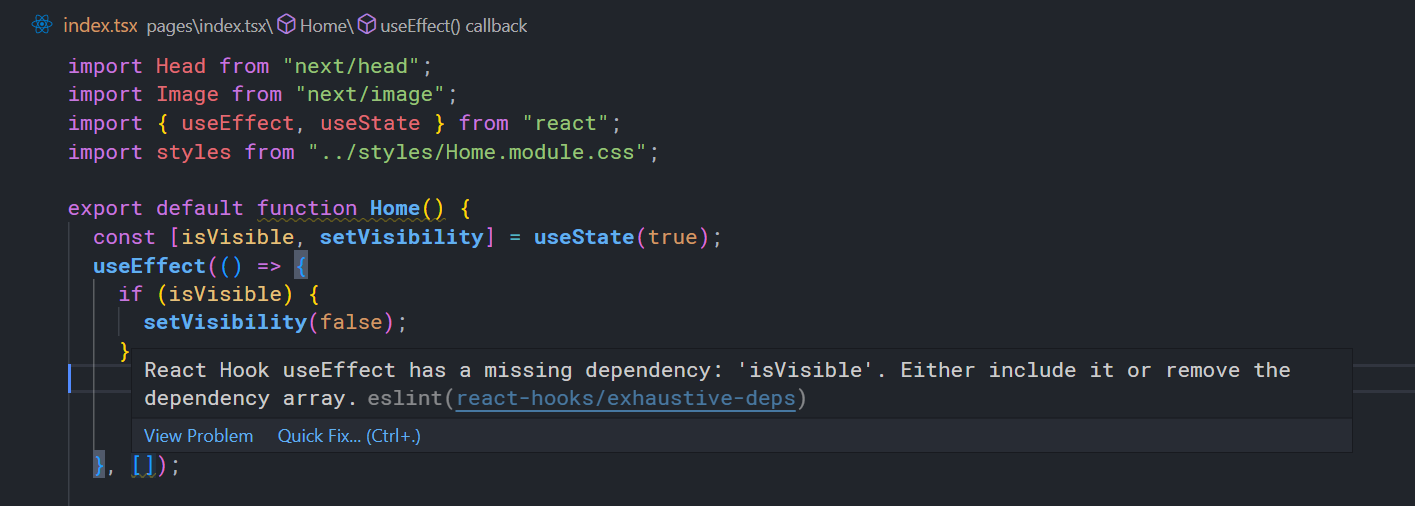 index.tsx pages\index.tsx\ Home\ useEffect() callback
import Head from "next/head";
import Image from "next/image";
import { useEffect, useState } from "react";
import styles from "../styles/Home.module.css";
export default function Home() {
const [isVisible, setVisibility] = useState(true);
useEffect(() => {
if (isVisible) {
setVisibility(false);
}
React Hook useEffect has a missing dependency: 'isVisible'. Either include it or remove the
dependency array. eslint(react-hooks/exhaustive-deps)
View Problem Quick Fix... (Ctrl+.)
}, []);